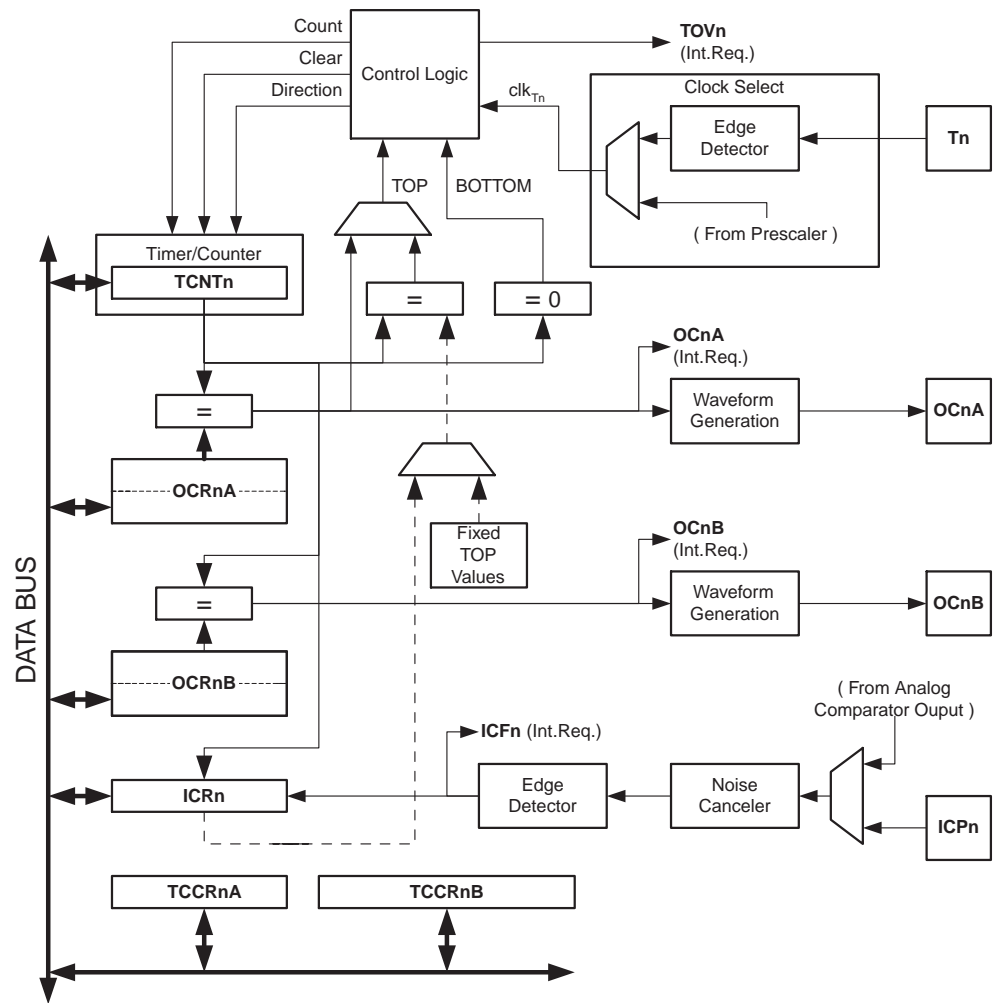 Count
Clear
Direction
Control Logic
TOVn
(Int.Req.)
clkTn
Clock Select
Edge
Detector
Tn
( From Prescaler )
TOP
BOTTOM
Timer/Counter
TCNTn
=
= 0
OCnA
(Int.Req.)
=
Waveform
Generation
OCnA
OCRnA
Fixed
TOP
Values
OCnB
(Int.Req.)
=
Waveform
Generation
OCnB
OCRnB
DATA BUS
( From Analog
Comparator Ouput )
ICFn (Int.Req.)
ICRn
Edge
Detector
Noise
Canceler
ICPn
TCCRnA
TCCRnB